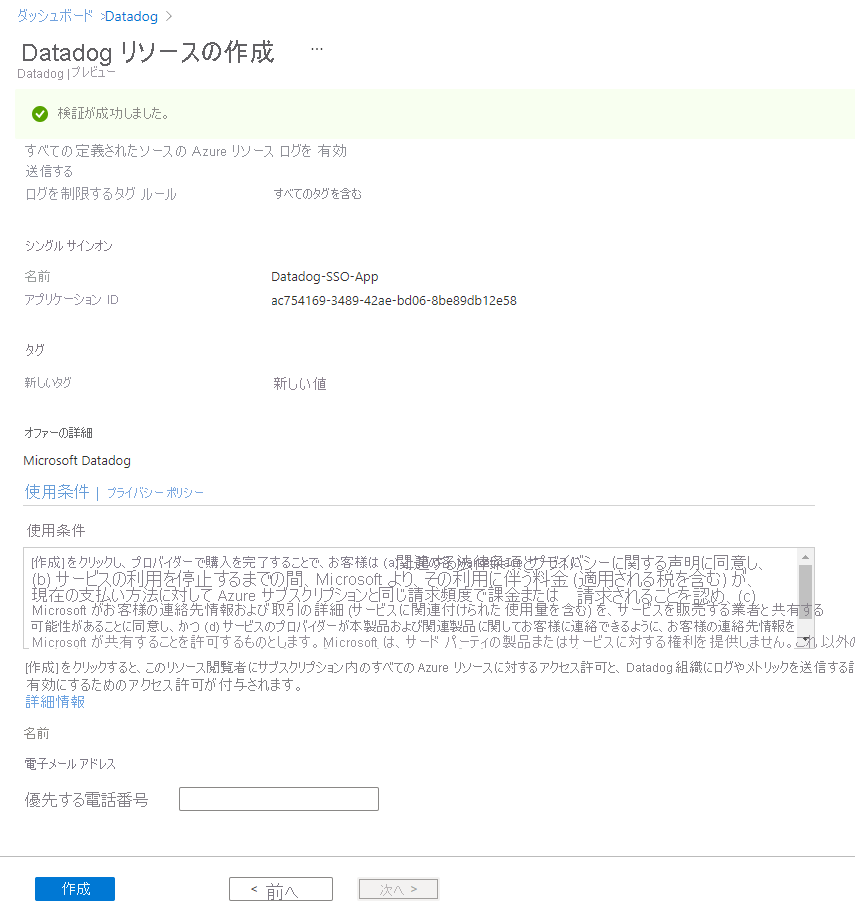 ダッシュボード >Datadog >
Datadog リソースの作成 ...
Datadog |プレビュー
検証が成功しました。
すべての 定義されたソースの Azure リソース ログを 有効
送信する
ログを制限するタグ ルール すべてのタグを含む
シングル サインオン
名前 Datadog-SSO-App
アプリケーション ID ac754169-3489-42ae-bd06-8be89db12e58
タグ
新しいタグ 新しい値
オファーの詳細
Microsoft Datadog
使用条件 | プライバシー ポリシー
使用条件
[作成]をクリックし、プロバイダーで購入を完了することで、お客様は (a) プライバシーに関する声明に同意し、
(b) サービスの利用を停止するまでの間、Microsoft より、その利用に伴う料金 (適用される税を含む) が、
現在の支払い方法に対して Azure サブスクリプションと同じ請求頻度で課金または 請求されることを認め、(c)
Microsoft がお客様の連絡先情報および 取引の詳細 (サービスに関連付けられた 使用量を含む) を、サービスを販売する業者と共有する
可能性があることに同意し、かつ (d) サービスのプロバイダーが本製品および関連製品に関してお客様に連絡できるように、お客様の連絡先情報を
Microsoft が共有することを許可するものとします。Microsoft は、サード パーティの製品またはサービスに対する権利を提供しません。これ 以外の
[作成] をクリックすると、このリソース閲覧者にサブスクリプション内のすべての Azure リソースに対するアクセス許可と、Datadog 組織にログやメトリックを送信する
有効にするためのアクセス許可が付与されます。
詳細情報
名前
電子メール アドレス
優先する電話番号
作成 < 前へ 次へ >